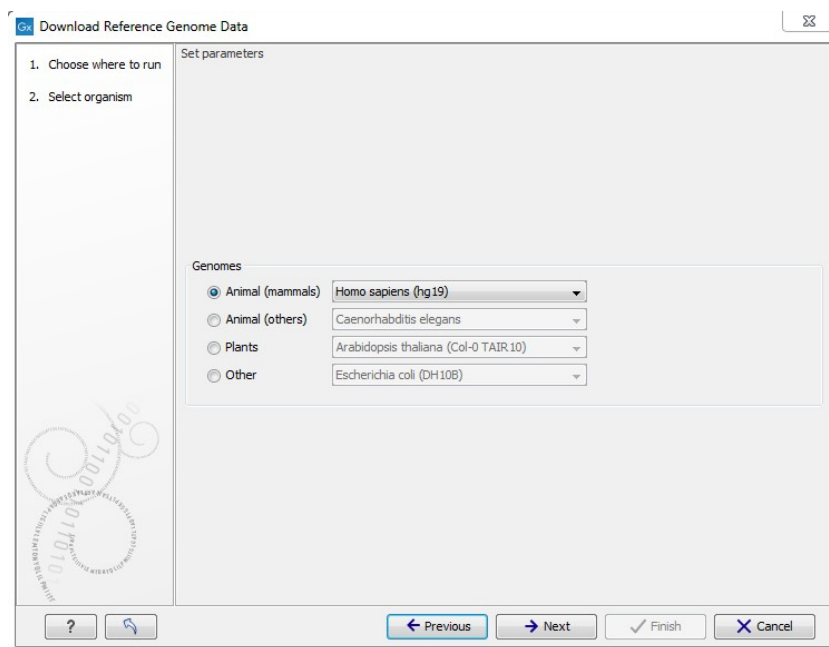 Gx Download Reference Genome Data
1. Choose where to run
2. Select organism
Set parameters
Genomes
Animal (mammals) Homo sapiens (hg19)
Animal (others) Caenorhabditis elegans
Plants Arabidopsis thaliana (Col-0 TAIR10)
Other Escherichia coli (DH10B)
? Previous Next Finish Cancel